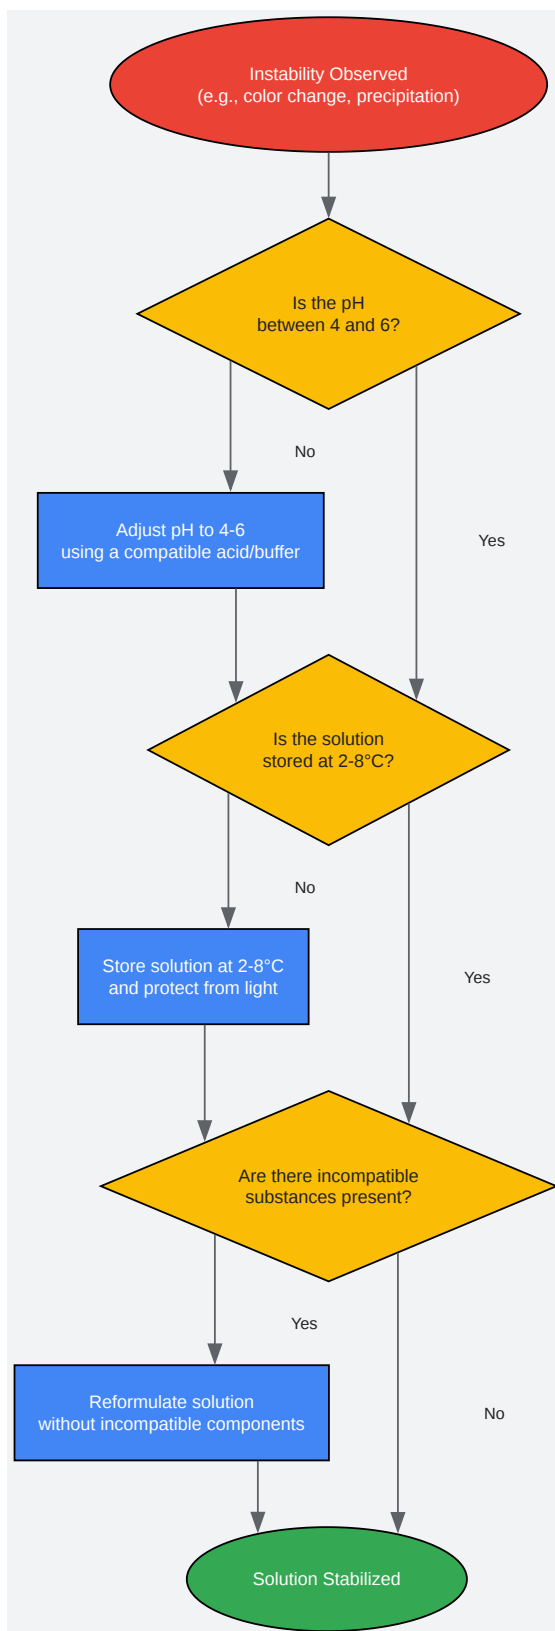 Instability Observed
(e.g., color change, precipitation)
Is the pH
between 4 and 6?
No
Adjust pH to 4-6
using a compatible acid/buffer
Yes
Is the solution
stored at 2-8°C?
No
Store solution at 2-8°C
and protect from light
Yes
Are there incompatible
substances present?
Yes
Reformulate solution
without incompatible components
No
Solution Stabilized